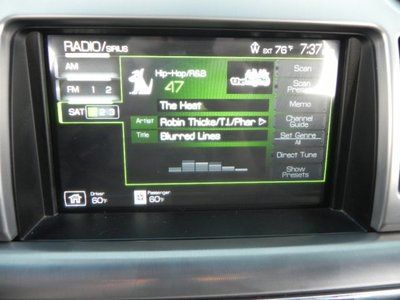 RADIO/SIRIUS
W EXT 76°F 7:37
AM
FM 1 2
SAT 1 2 3
Hip-Hop/R&B
47
The Heat
Artist Robin Thicke/T.I./Phar
Title Blurred Lines
Scan
Scan Presets
Memo
Channel Guide
Set Genre
All
Direct Tune
Show Presets
Driver
60°F
Passenger
60°F